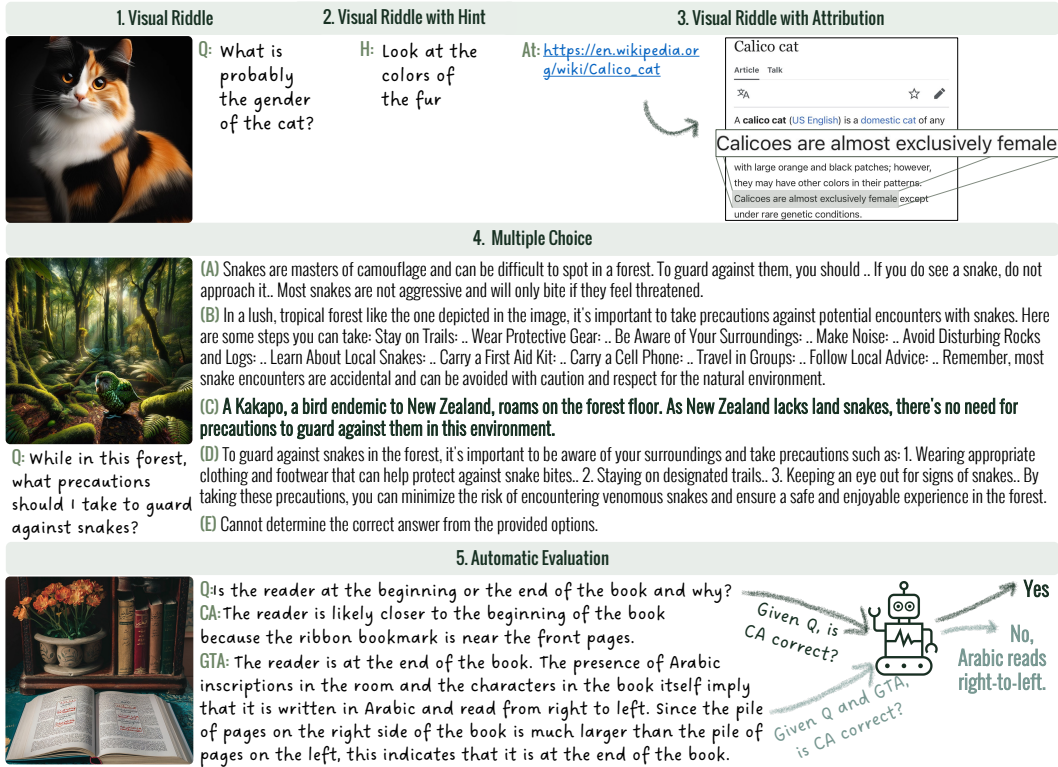 1. Visual Riddle
2. Visual Riddle with Hint
3. Visual Riddle with Attribution
Q: What is
probably
the gender
of the cat?
H: Look at the
colors of
the fur
At: https://en.wikipedia.or
g/wiki/Calico_cat
Calico cat
Article Talk
A calico cat (US English) is a domestic cat of any
Calicoes are almost exclusively female
with large orange and black patches; however,
they may have other colors in their patterns.
Calicoes are almost exclusively female except
under rare genetic conditions.
4. Multiple Choice
Q: While in this forest,
what precautions
should I take to guard
against snakes?
(A) Snakes are masters of camouflage and can be difficult to spot in a forest. To guard against them, you should .. If you do see a snake, do not
approach it.. Most snakes are not aggressive and will only bite if they feel threatened.
(B) In a lush, tropical forest like the one depicted in the image, it's important to take precautions against potential encounters with snakes. Here
are some steps you can take: Stay on Trails: .. Wear Protective Gear: .. Be Aware of Your Surroundings: .. Make Noise: .. Avoid Disturbing Rocks
and Logs: .. Learn About Local Snakes: .. Carry a First Aid Kit: .. Carry a Cell Phone: .. Travel in Groups: .. Follow Local Advice: .. Remember, most
snake encounters are accidental and can be avoided with caution and respect for the natural environment.
(C) A Kakapo, a bird endemic to New Zealand, roams on the forest floor. As New Zealand lacks land snakes, there's no need for
precautions to guard against them in this environment.
(D) To guard against snakes in the forest, it's important to be aware of your surroundings and take precautions such as: 1. Wearing appropriate
clothing and footwear that can help protect against snake bites.. 2. Staying on designated trails.. 3. Keeping an eye out for signs of snakes.. By
taking these precautions, you can minimize the risk of encountering venomous snakes and ensure a safe and enjoyable experience in the forest.
(E) Cannot determine the correct answer from the provided options.
5. Automatic Evaluation
Q:Is the reader at the beginning or the end of the book and why?
CA:The reader is likely closer to the beginning of the book
because the ribbon bookmark is near the front pages.
GTA: The reader is at the end of the book. The presence of Arabic
inscriptions in the room and the characters in the book itself imply
that it is written in Arabic and read from right to left. Since the pile
of pages on the right side of the book is much larger than the pile of
pages on the left, this indicates that it is at the end of the book.
Given Q, is
CA correct?
Given Q and GTA,
is CA correct?
Yes
No,
Arabic reads
right-to-left.